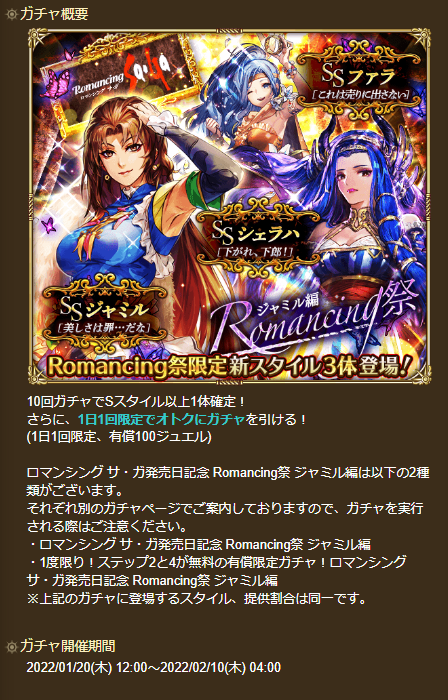 ガチャ概要
Romancing
Sa・Ga
ロマンシング サ・ガ
SSファラ
[これは売りに出さない]
SSシェラハ
[下がれ、下郎!]
SSジャミル
[美しさは罪…だな]
ジャミル編
Romancing祭
Romancing祭限定新スタイル3体登場!
10回ガチャでSスタイル以上1体確定！
さらに、1日1回限定でオトクにガチャを引ける！
(1日1回限定、有償100ジュエル)
ロマンシング サ・ガ発売日記念 Romancing祭 ジャミル編は以下の2種
類がございます。
それぞれ別のガチャページでご案内しておりますので、ガチャを実行
される際はご注意ください。
・ロマンシング サ・ガ発売日記念 Romancing祭 ジャミル編
・1度限り！ステップ2と4が無料の有償限定ガチャ！ロマンシング
サ・ガ発売日記念 Romancing祭 ジャミル編
※上記のガチャに登場するスタイル、提供割合は同一です。
ガチャ開催期間
2022/01/20(木) 12:00～2022/02/10(木) 04:00